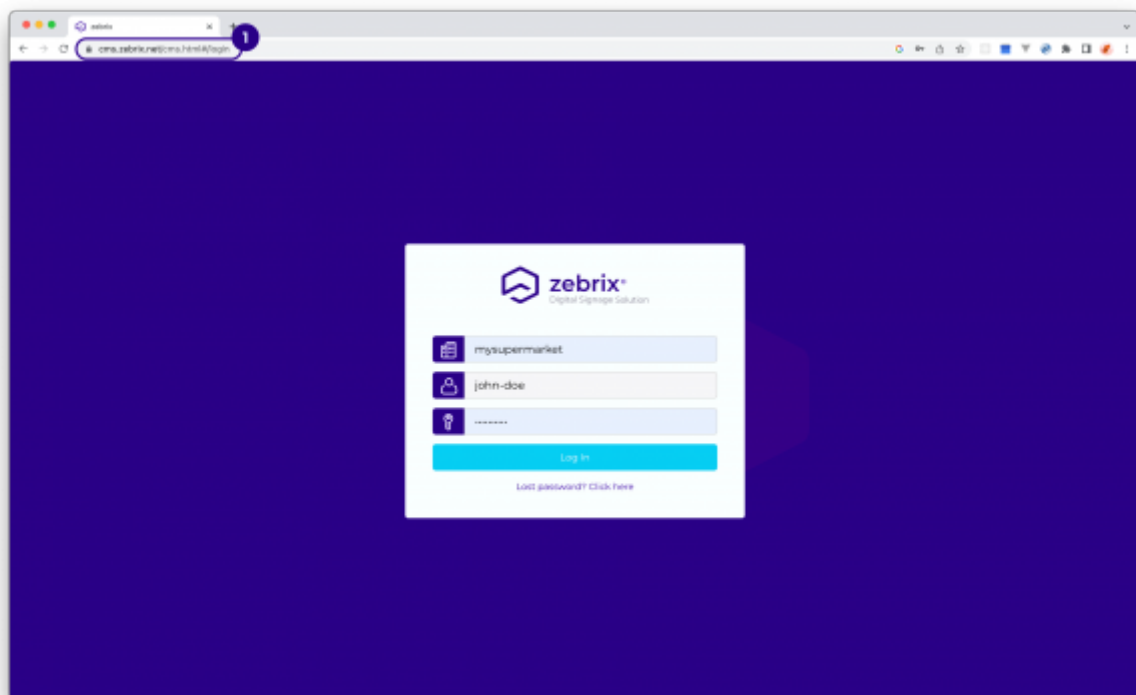 zebrix
1
cms.zebrix.net/cms.html#/login
zebrix
Digital Signage Solution
mysupermarket
john-doe
Log In
Lost password? Click here